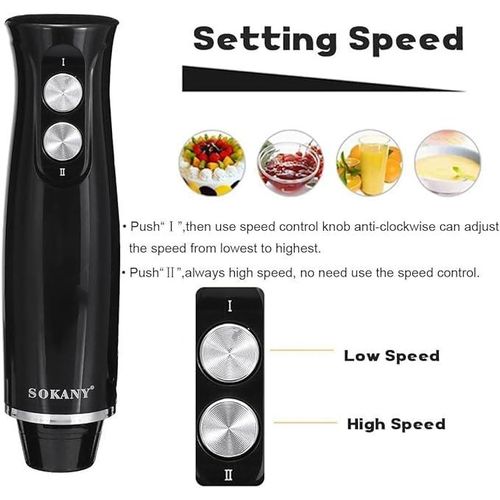 Setting Speed
I
II
• Push“Ⅰ”,then use speed control knob anti-clockwise can adjust
the speed from lowest to highest.
• Push“Ⅱ”,always high speed, no need use the speed control.
I
Low Speed
High Speed
II
SOKANY®